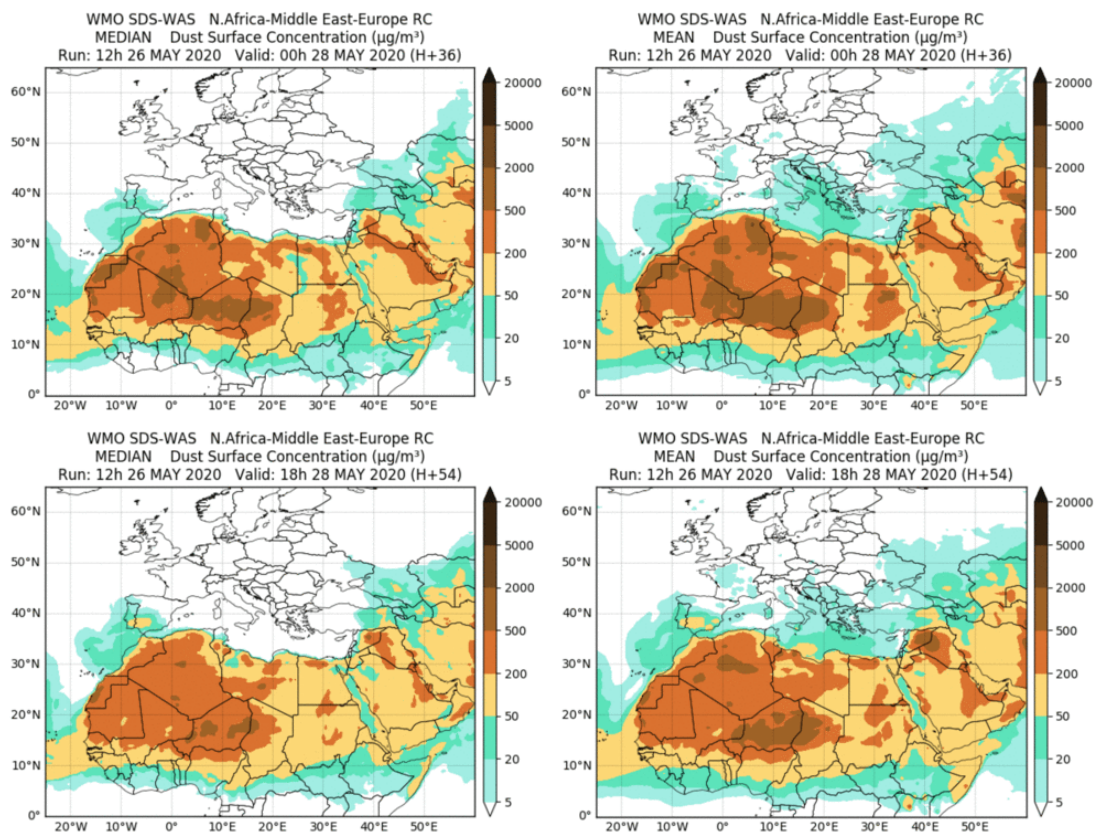 WMO SDS-WAS N.Africa-Middle East-Europe RC
MEDIAN Dust Surface Concentration (µg/m³)
Run: 12h 26 MAY 2020 Valid: 00h 28 MAY 2020 (H+36)
60°N
50°N
40°N
30°N
20°N
10°N
0°
20°W 10°W 0° 10°E 20°E 30°E 40°E 50°E
20000
5000
2000
500
200
50
20
5
WMO SDS-WAS N.Africa-Middle East-Europe RC
MEAN Dust Surface Concentration (µg/m³)
Run: 12h 26 MAY 2020 Valid: 00h 28 MAY 2020 (H+36)
60°N
50°N
40°N
30°N
20°N
10°N
0°
20°W 10°W 0° 10°E 20°E 30°E 40°E 50°E
20000
5000
2000
500
200
50
20
5
WMO SDS-WAS N.Africa-Middle East-Europe RC
MEDIAN Dust Surface Concentration (µg/m³)
Run: 12h 26 MAY 2020 Valid: 18h 28 MAY 2020 (H+54)
60°N
50°N
40°N
30°N
20°N
10°N
0°
20°W 10°W 0° 10°E 20°E 30°E 40°E 50°E
20000
5000
2000
500
200
50
20
5
WMO SDS-WAS N.Africa-Middle East-Europe RC
MEAN Dust Surface Concentration (µg/m³)
Run: 12h 26 MAY 2020 Valid: 18h 28 MAY 2020 (H+54)
60°N
50°N
40°N
30°N
20°N
10°N
0°
20°W 10°W 0° 10°E 20°E 30°E 40°E 50°E
20000
5000
2000
500
200
50
20
5